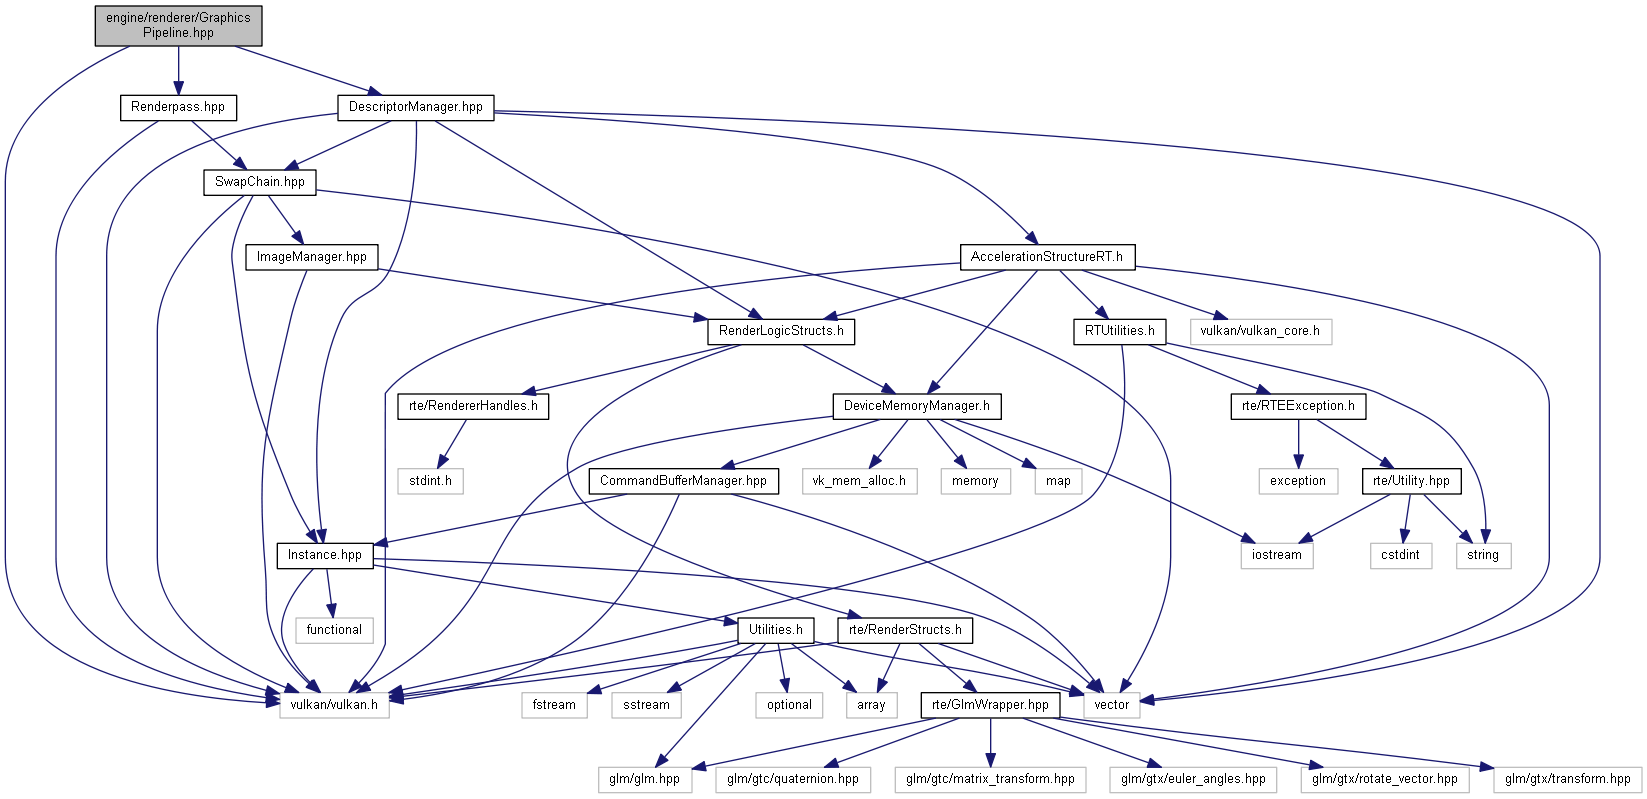 engine/renderer/Graphics
Pipeline.hpp
Renderpass.hpp
DescriptorManager.hpp
SwapChain.hpp
ImageManager.hpp
AccelerationStructureRT.h
RenderLogicStructs.h
RTUtilities.h
vulkan/vulkan_core.h
rte/RendererHandles.h
DeviceMemoryManager.h
rte/RTEException.h
stdint.h
CommandBufferManager.hpp
vk_mem_alloc.h
memory
map
exception
rte/Utility.hpp
Instance.hpp
iostream
cstdint
string
functional
Utilities.h
rte/RenderStructs.h
vulkan/vulkan.h
fstream
sstream
optional
array
rte/GlmWrapper.hpp
vector
glm/glm.hpp
glm/gtc/quaternion.hpp
glm/gtc/matrix_transform.hpp
glm/gtx/euler_angles.hpp
glm/gtx/rotate_vector.hpp
glm/gtx/transform.hpp